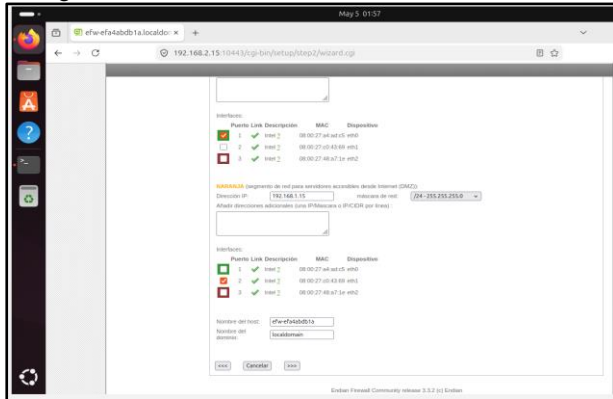 May 5 01:57
efw-efa4abdb1a.localdor ×
192.168.2.15:10443/cgi-bin/setup/step2/wizard.cgi
Interfaces:
Puerto Link Descripción MAC Dispositivo
1 Intel ? 08:00:27:a4:ad:c5 eth0
2 Intel ? 08:00:27:c0:43:69 eth1
3 Intel ? 08:00:27:46:a7:1e eth2
NARANJA (segmento de red para servidores accesibles desde Internet (DMZ)):
Dirección IP: 192.168.1.15 máscara de red: /24 - 255.255.255.0
Añadir direcciones adicionales (una IP/Máscara o IP/CIDR por línea) :
Interfaces:
Puerto Link Descripción MAC Dispositivo
1 Intel ? 08:00:27:a4:ad:c5 eth0
2 Intel ? 08:00:27:c0:43:69 eth1
3 Intel ? 08:00:27:46:a7:1e eth2
Nombre del host: efw-efa4abdb1a
Nombre del
dominio: localdomain
<<< Cancelar >>>
Endian Firewall Community release 3.3.2 (c) Endian